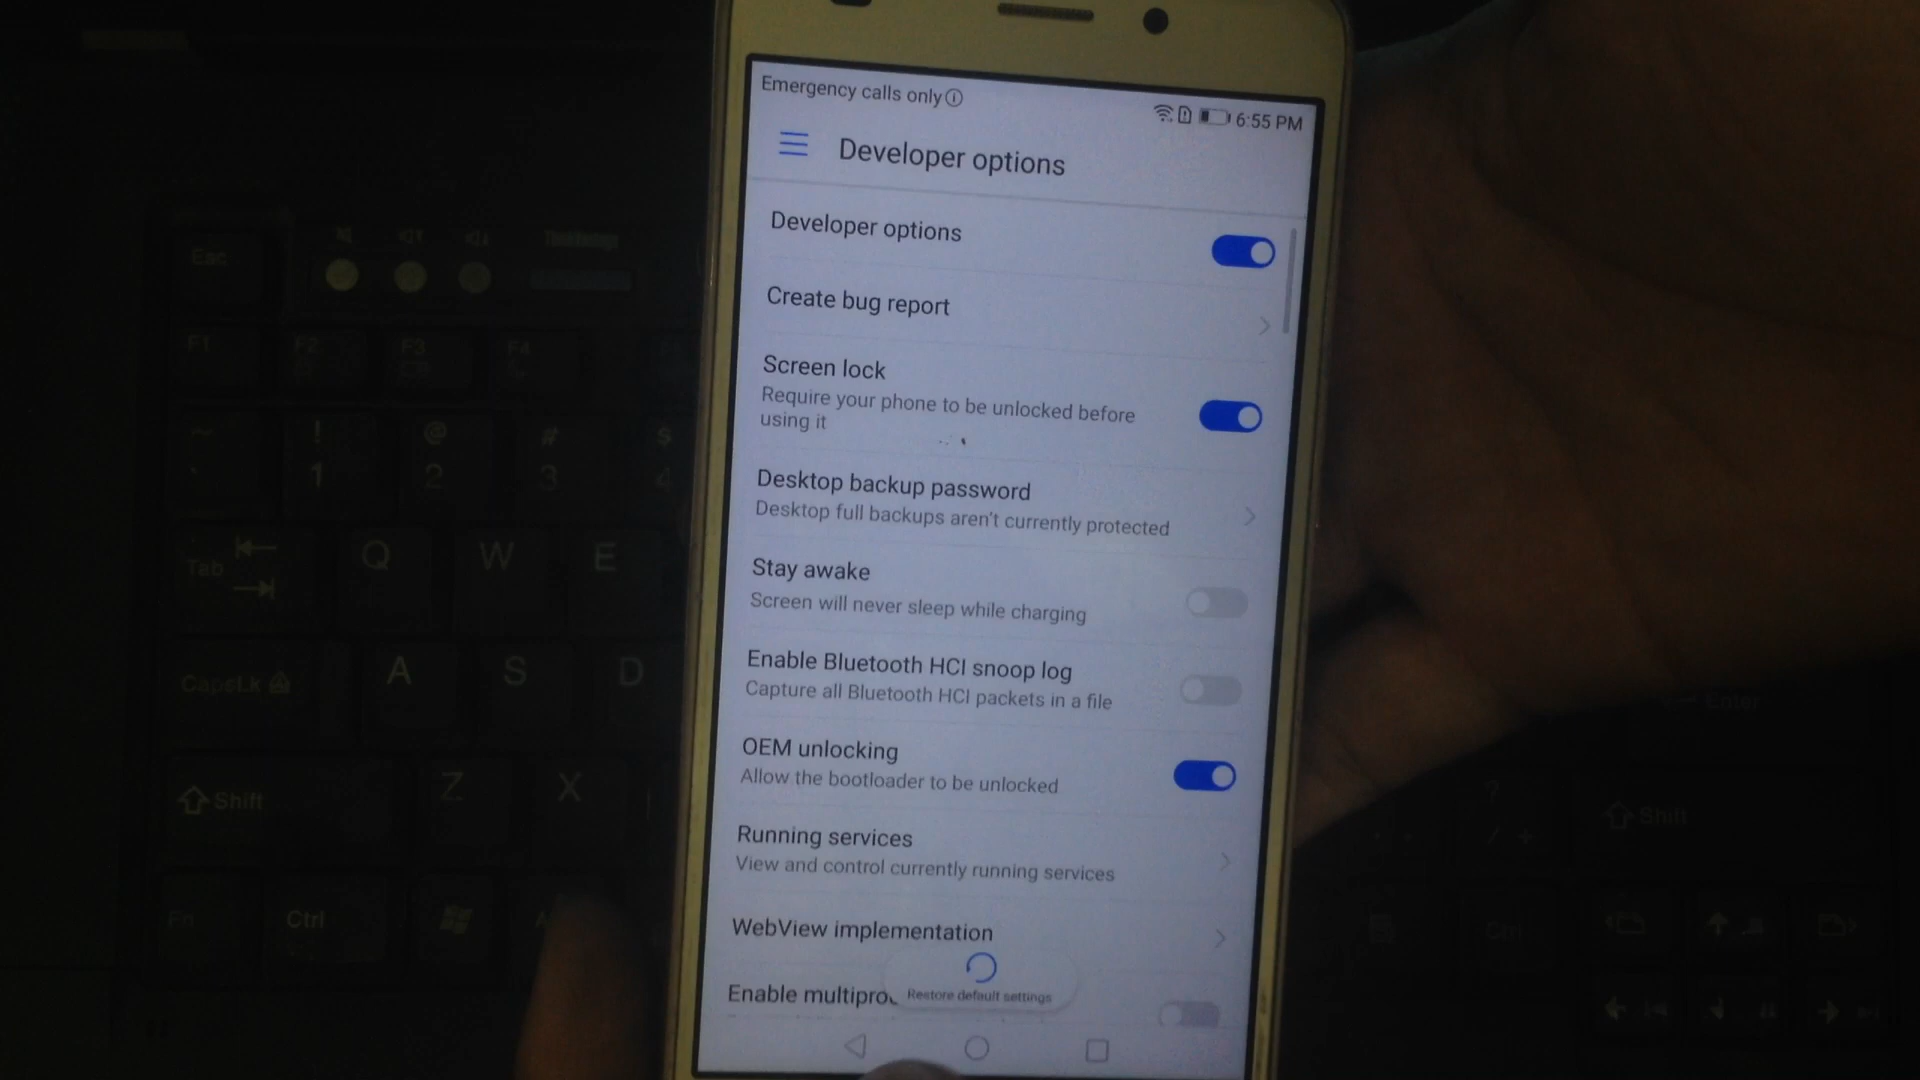 Emergency calls only
6:55 PM
Developer options
Developer options
Create bug report
Screen lock
Require your phone to be unlocked before
using it
Desktop backup password
Desktop full backups aren't currently protected
Stay awake
Screen will never sleep while charging
Enable Bluetooth HCI snoop log
Capture all Bluetooth HCI packets in a file
OEM unlocking
Allow the bootloader to be unlocked
Running services
View and control currently running services
WebView implementation
Enable multiproc
Restore default settings
Esc
F1 F2 F3 F4
~ ! @ # $
` 1 2 3 4
Tab Q W E
CapsLk A S D
Enter
Shift Z X
? 
/
Shift
Fn Ctrl A
Ctrl